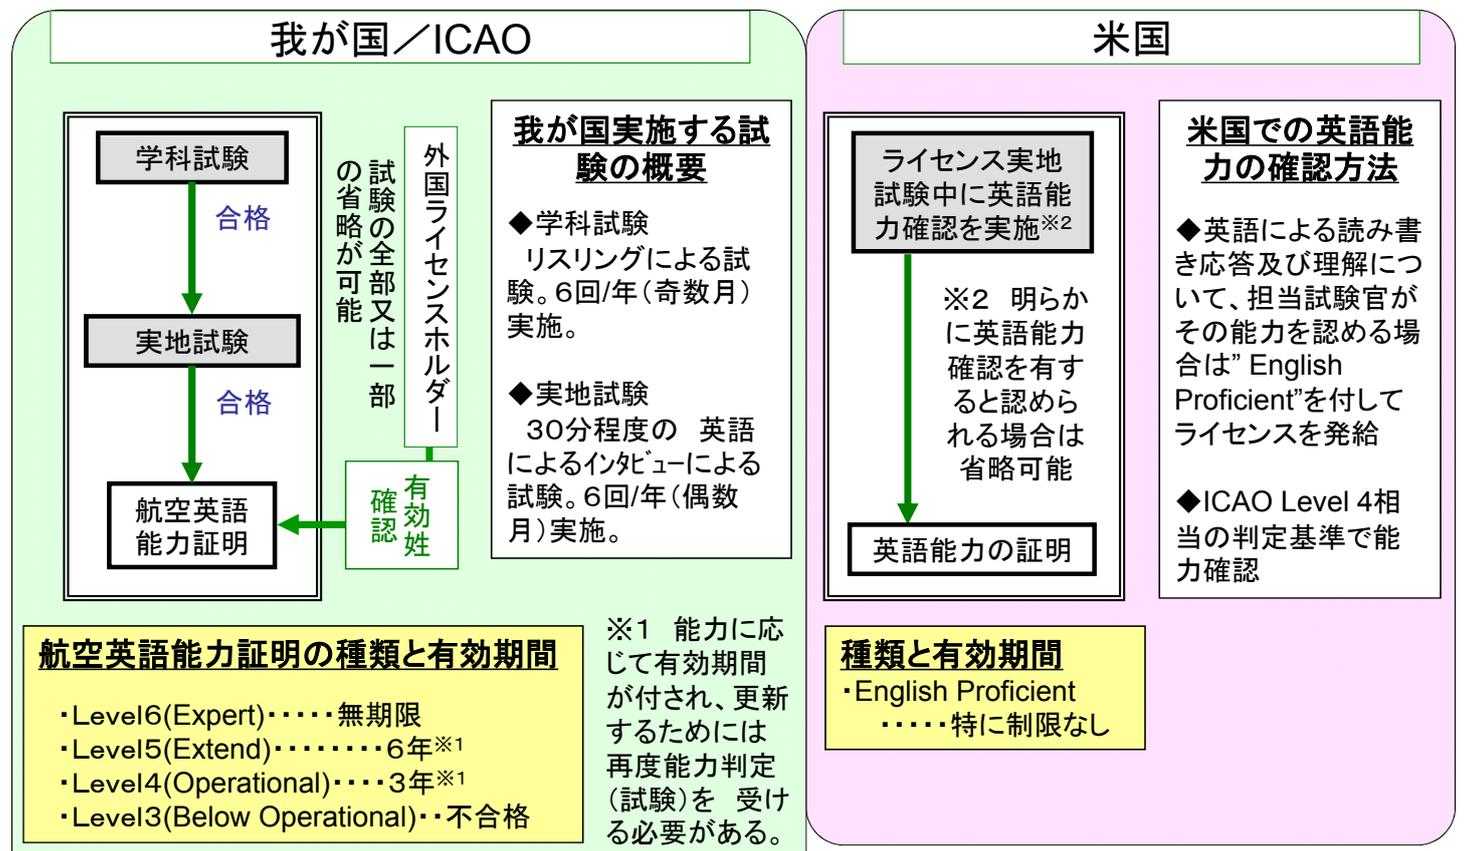 我が国／ICAO
学科試験
合格
実地試験
合格
航空英語
能力証明
試験の全部又は一部
の省略が可能
外国ライセンスホルダー
有効姓
確認
我が国実施する試
験の概要
◆学科試験
リスリングによる試
験。６回/年（奇数月）
実施。
◆実地試験
３０分程度の　英語
によるｲﾝﾀﾋﾞｭｰによる
試験。６回/年（偶数
月）実施。
航空英語能力証明の種類と有効期間
・Ｌｅｖｅｌ６(Expert)・・・・・無期限
・Ｌｅｖｅｌ５(Extend)・・・・・・・・６年※1
・Ｌｅｖｅｌ４(Operational)・・・・３年※1
・Ｌｅｖｅｌ３(Below Operational)・・不合格
※１　能力に応
じて有効期間
が付され、更新
するためには
再度能力判定
（試験）を　受け
る必要がある。
米国
ライセンス実地
試験中に英語能
力確認を実施※2
※２　明らか
に英語能力
確認を有す
ると認めら
れる場合は
省略可能
英語能力の証明
米国での英語能
力の確認方法
◆英語による読み書
き応答及び理解につ
いて、担当試験官が
その能力を認める場
合は” English
Proficient”を付して
ライセンスを発給
◆ICAO Level 4相
当の判定基準で能
力確認
種類と有効期間
・English Proficient
・・・・・特に制限なし